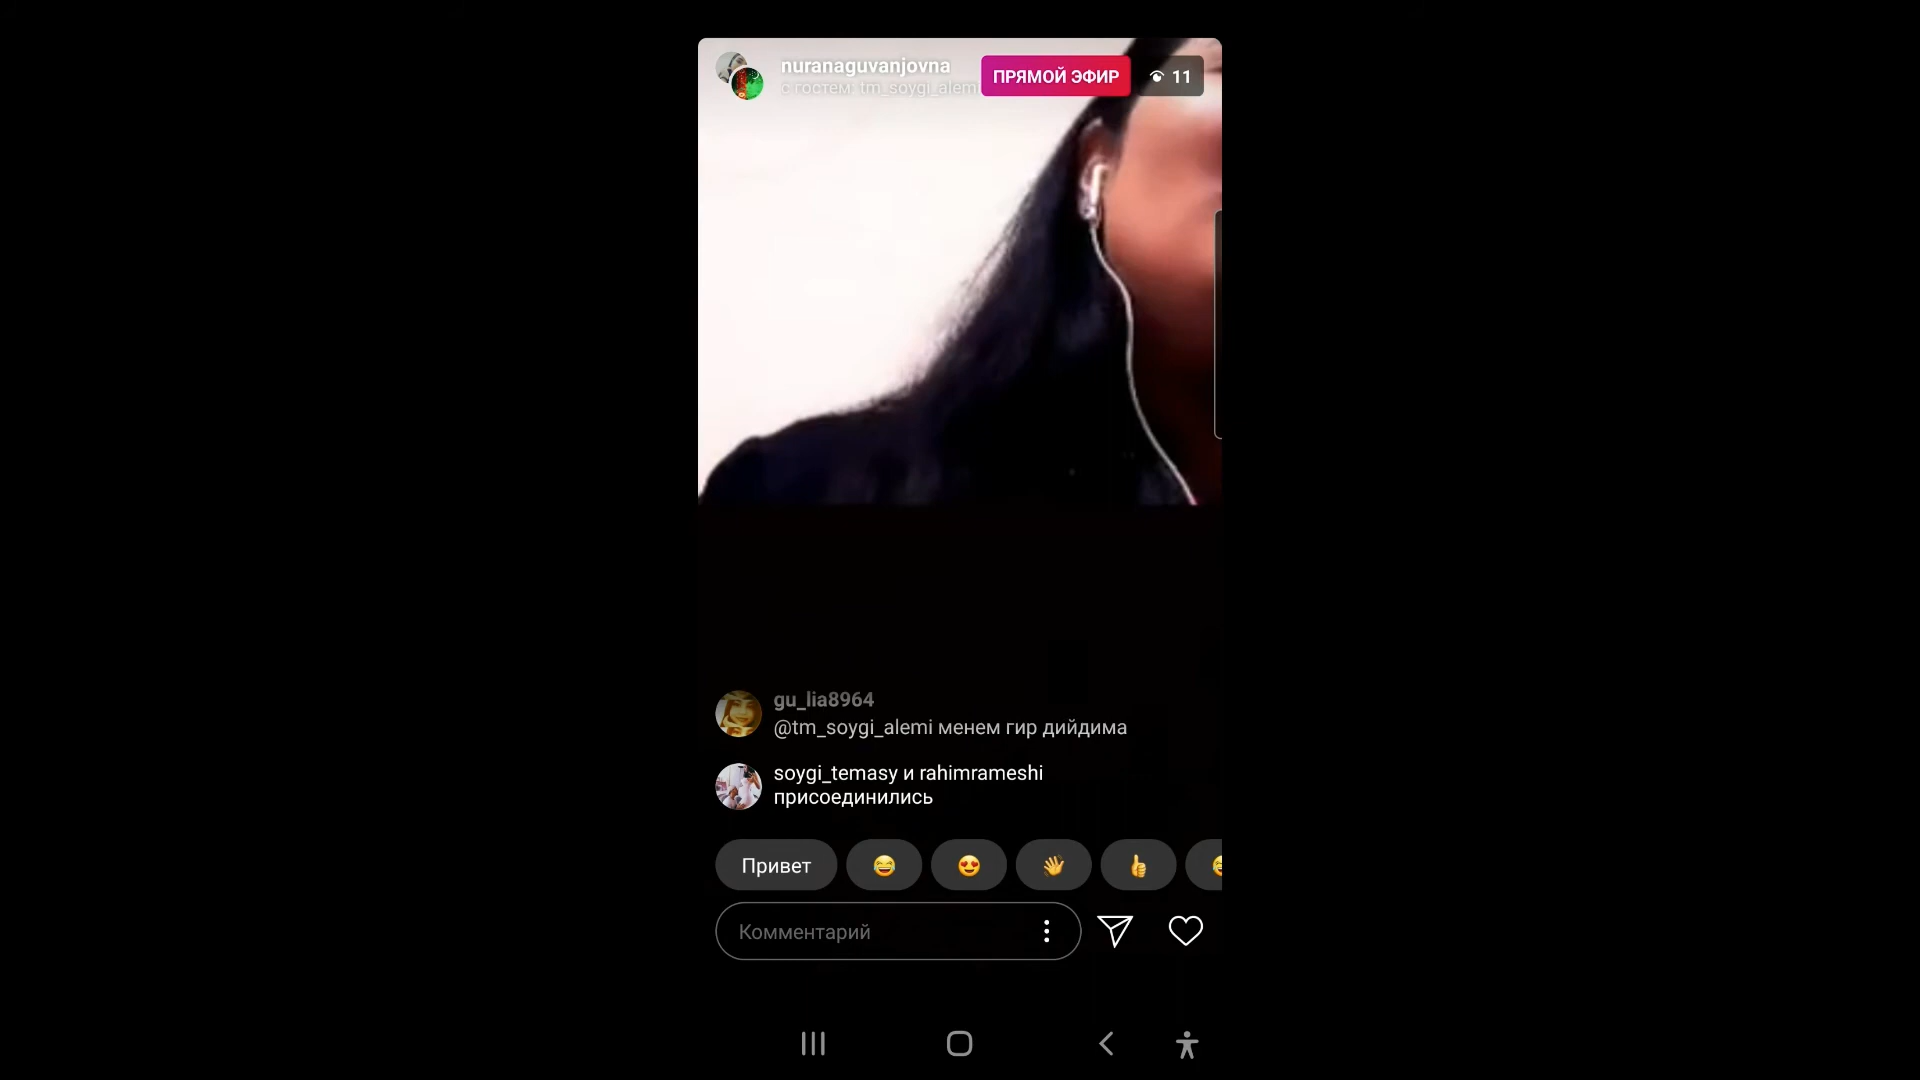 nuranaguvanjovna
с гостем: tm_soygi_alemi
ПРЯМОЙ ЭФИР
11
gu_lia8964
@tm_soygi_alemi менем гир дийдима
soygi_temasy и rahimrameshi
присоединились
Привет
Комментарий